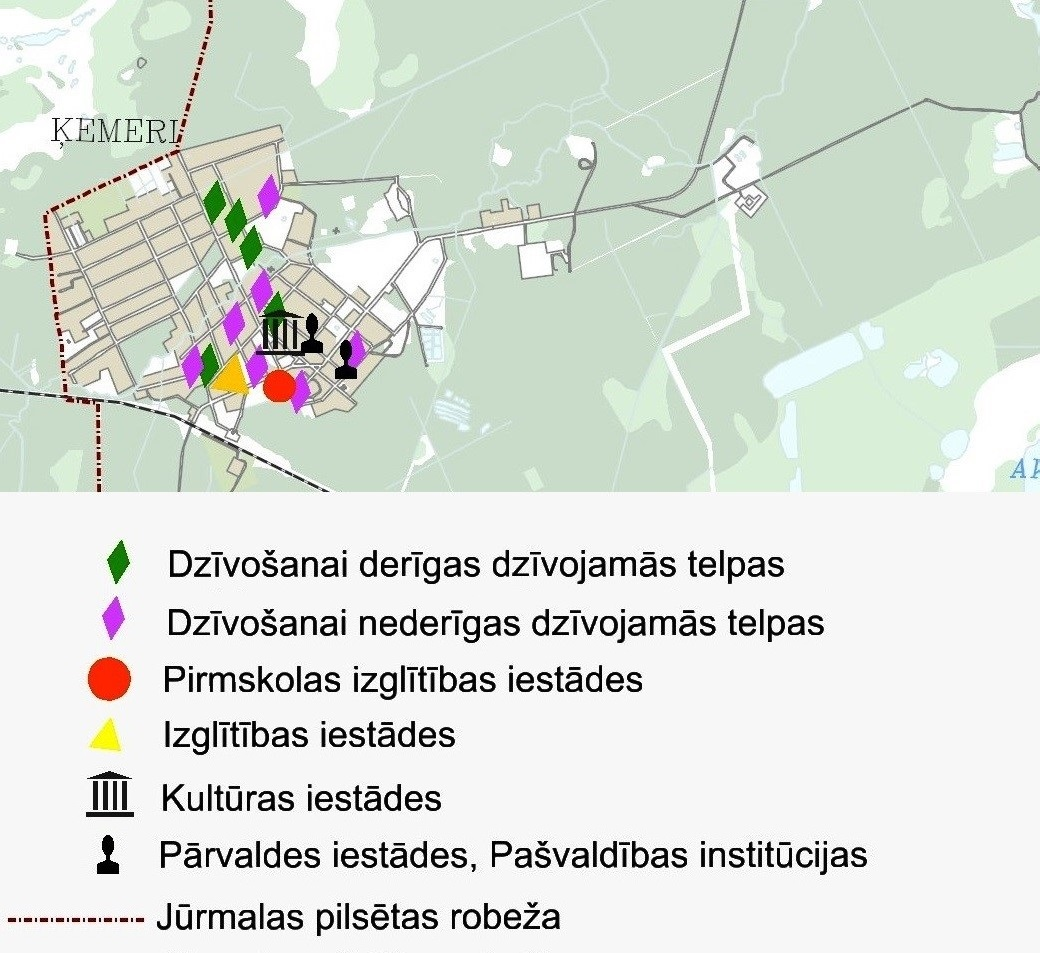 ĶEMERI
Dzīvošanai derīgas dzīvojamās telpas
Dzīvošanai nederīgas dzīvojamās telpas
Pirmskolas izglītības iestādes
Izglītības iestādes
Kultūras iestādes
Pārvaldes iestādes, Pašvaldības institūcijas
Jūrmalas pilsētas robeža